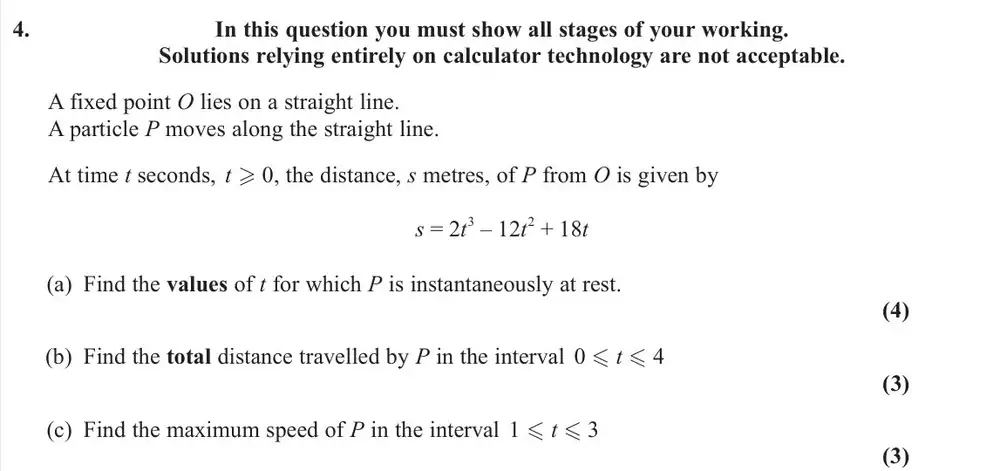 4. In this question you must show all stages of your working.
Solutions relying entirely on calculator technology are not acceptable.
A fixed point O lies on a straight line.
A particle P moves along the straight line.
At time t seconds, t ⩾ 0, the distance, s metres, of P from O is given by
s = 2t³ – 12t² + 18t
(a) Find the values of t for which P is instantaneously at rest.
(4)
(b) Find the total distance travelled by P in the interval 0 ⩽ t ⩽ 4
(3)
(c) Find the maximum speed of P in the interval 1 ⩽ t ⩽ 3
(3)